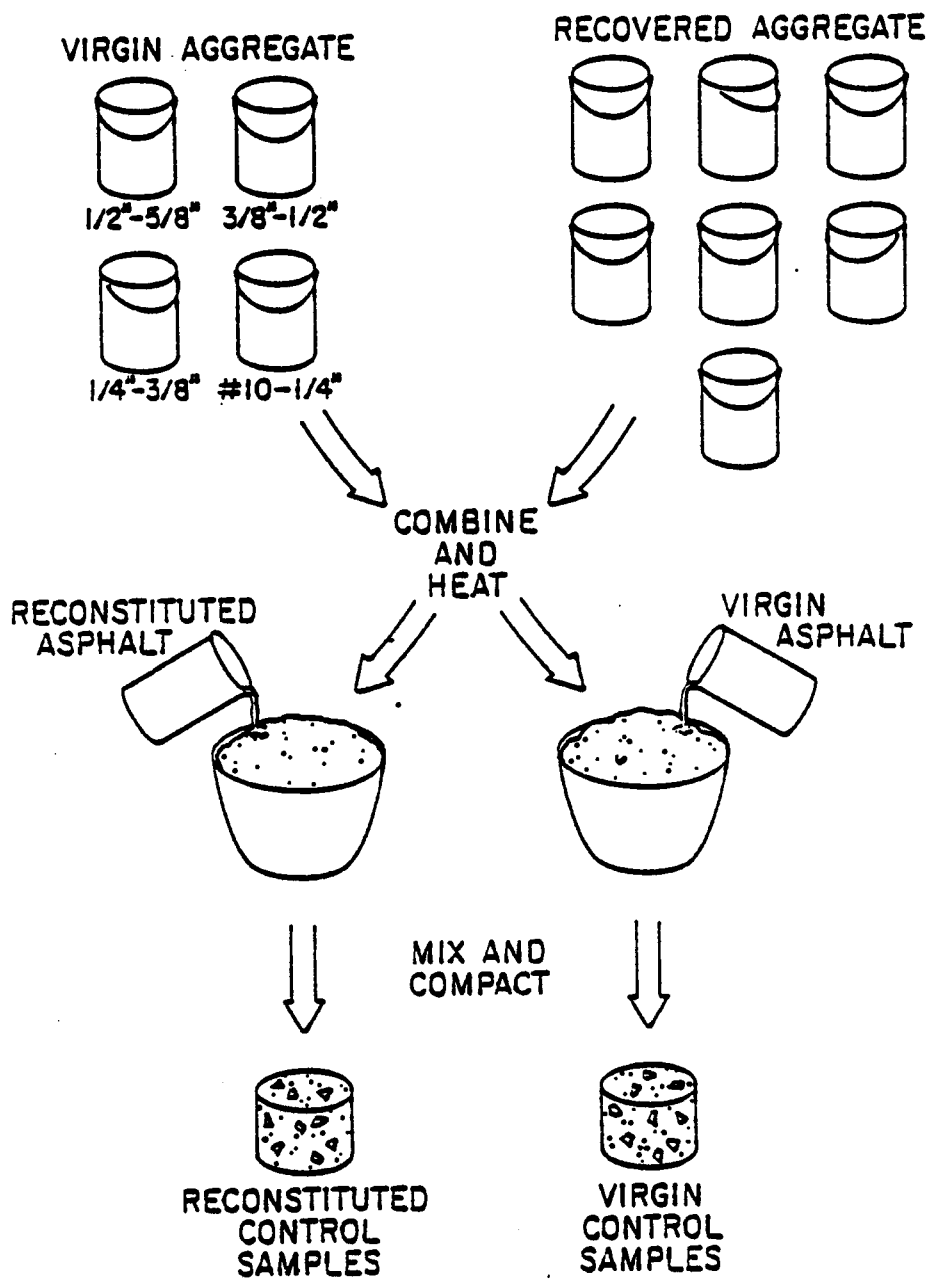 VIRGIN AGGREGATE
RECOVERED AGGREGATE
1/2"-5/8" 3/8"-1/2"
1/4"-3/8" #10-1/4"
COMBINE
AND
HEAT
RECONSTITUTED
ASPHALT
VIRGIN
ASPHALT
MIX AND
COMPACT
RECONSTITUTED
CONTROL
SAMPLES
VIRGIN
CONTROL
SAMPLES